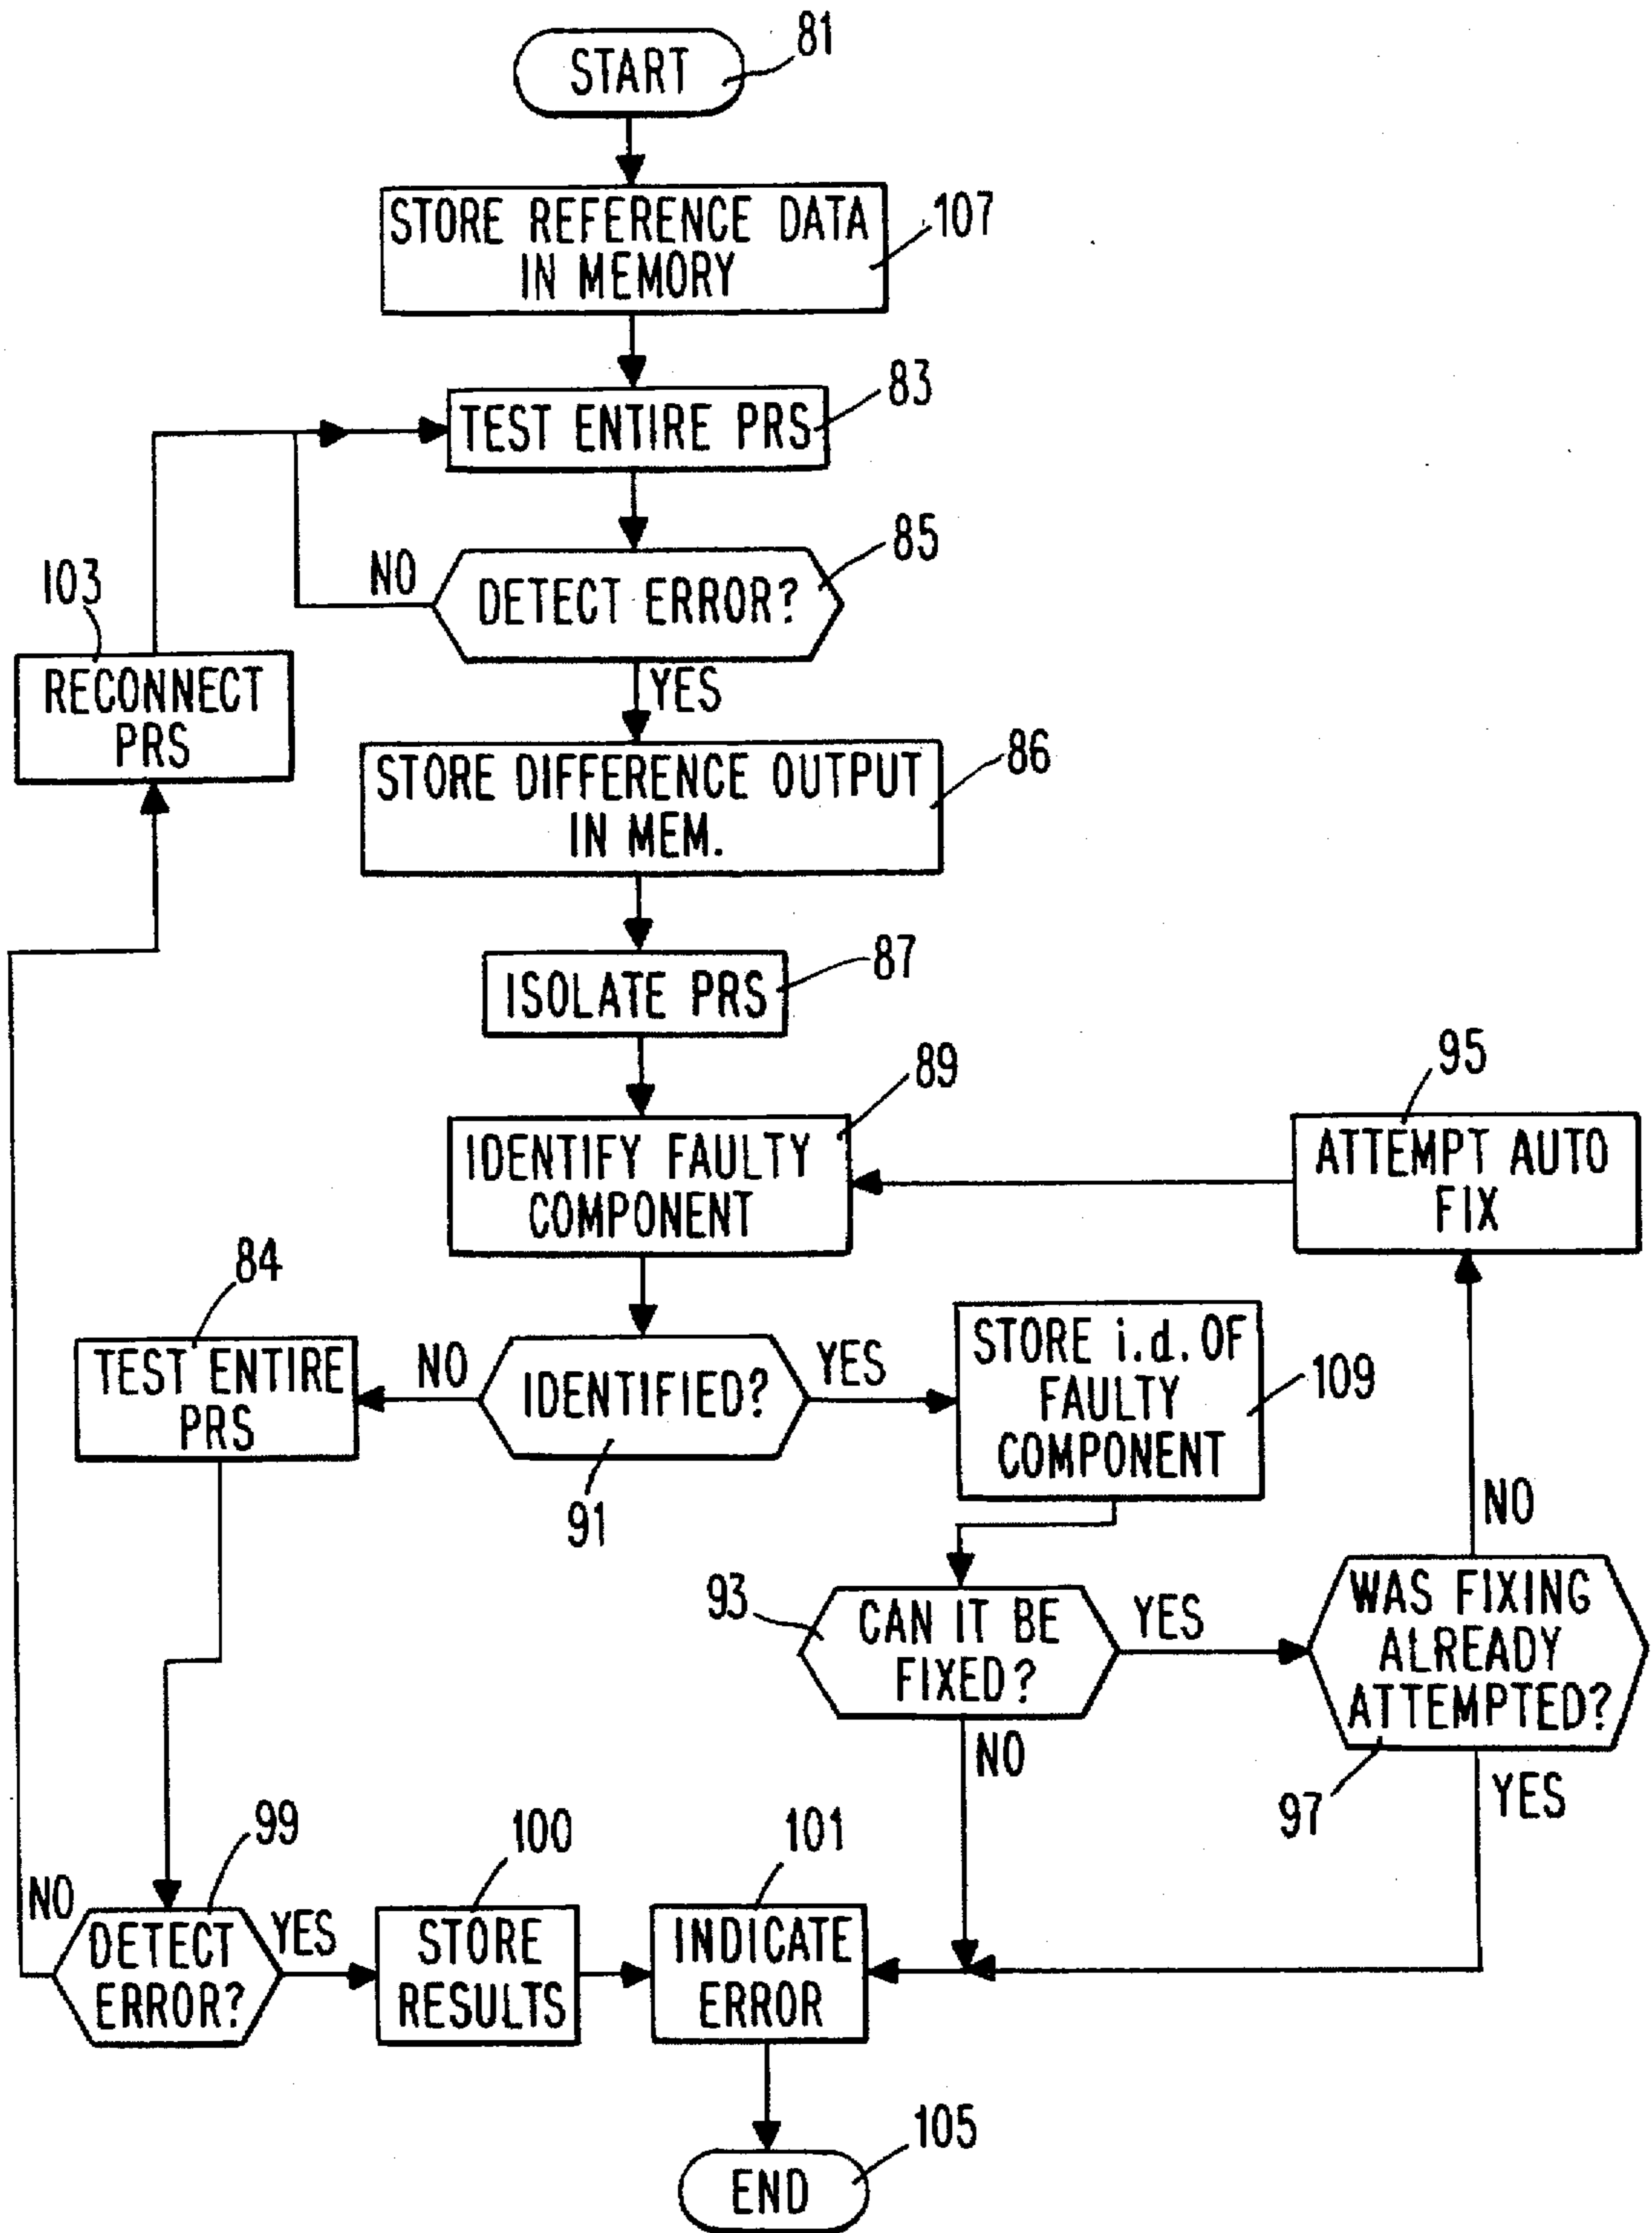 81
START
STORE REFERENCE DATA
IN MEMORY
107
83
TEST ENTIRE PRS
85
NO
DETECT ERROR?
103
RECONNECT
PRS
YES
86
STORE DIFFERENCE OUTPUT
IN MEM.
87
ISOLATE PRS
89
95
IDENTIFY FAULTY
COMPONENT
ATTEMPT AUTO
FIX
84
TEST ENTIRE
PRS
NO
IDENTIFIED?
91
YES
STORE i.d. OF
FAULTY
COMPONENT
109
NO
93
CAN IT BE
FIXED?
YES
WAS FIXING
ALREADY
ATTEMPTED?
97
NO
YES
99
100
101
NO
DETECT
ERROR?
YES
STORE
RESULTS
INDICATE
ERROR
105
END